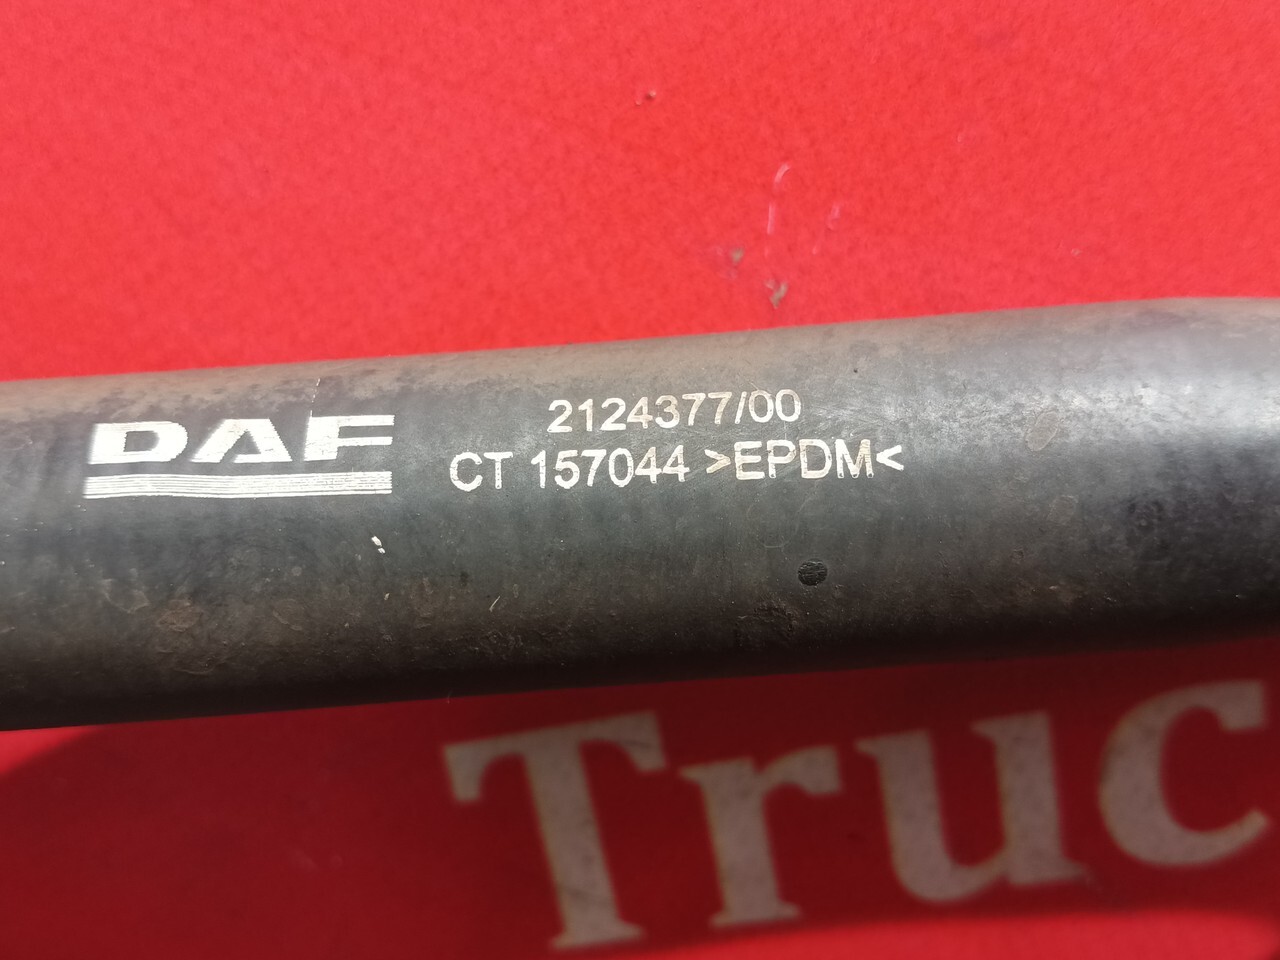 DAF
2124377/00
CT 157044 >EPDM<
Truc